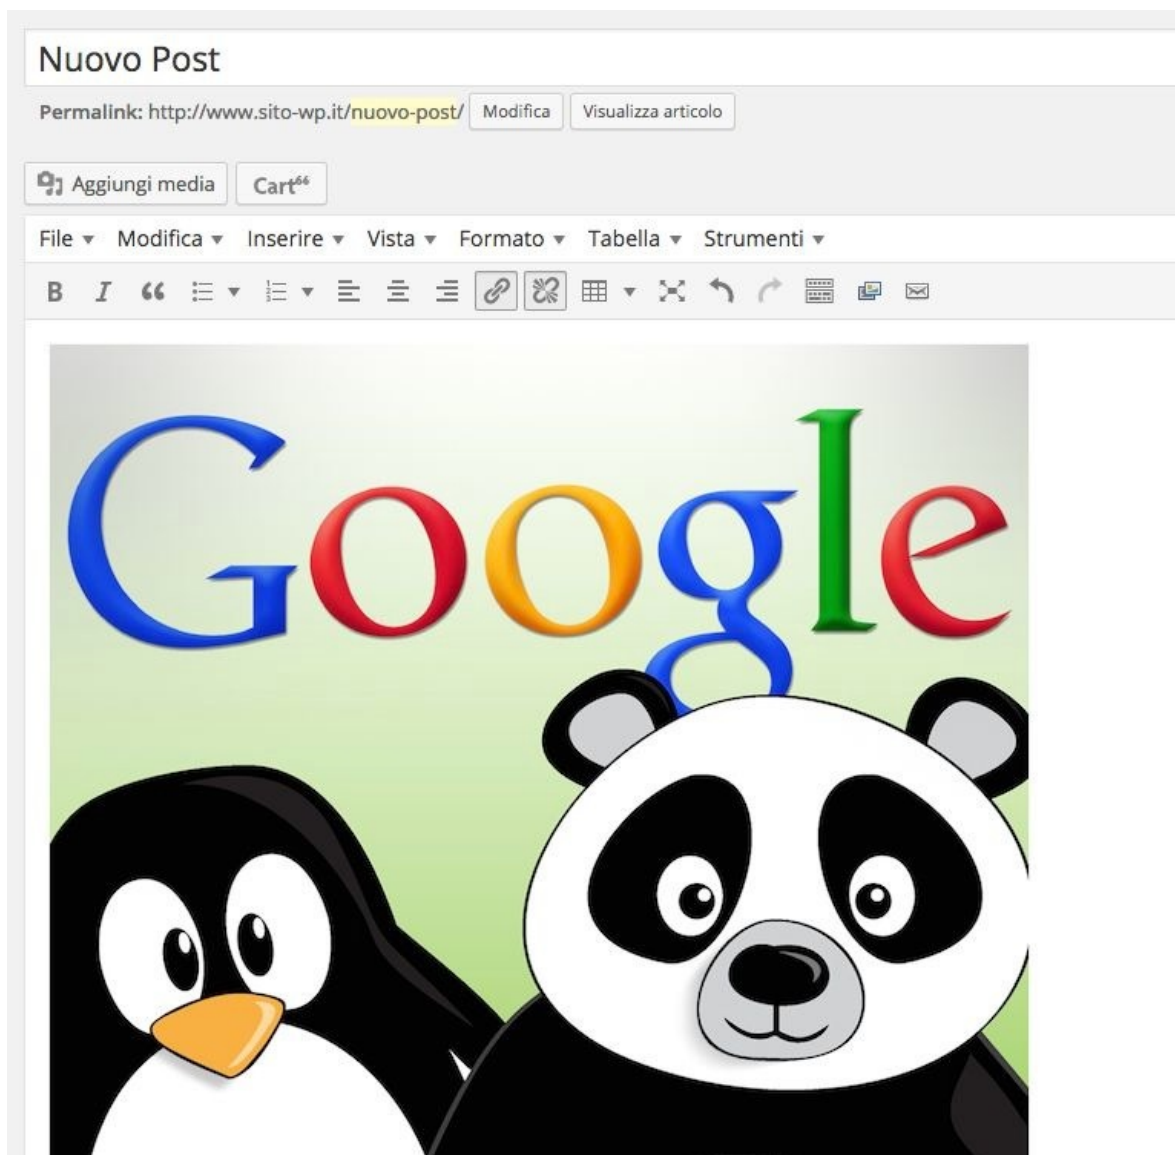 Nuovo Post
Permalink: http://www.sito-wp.it/nuovo-post/ Modifica Visualizza articolo
Aggiungi media Cart66
File Modifica Inserire Vista Formato Tabella Strumenti
B I
Google